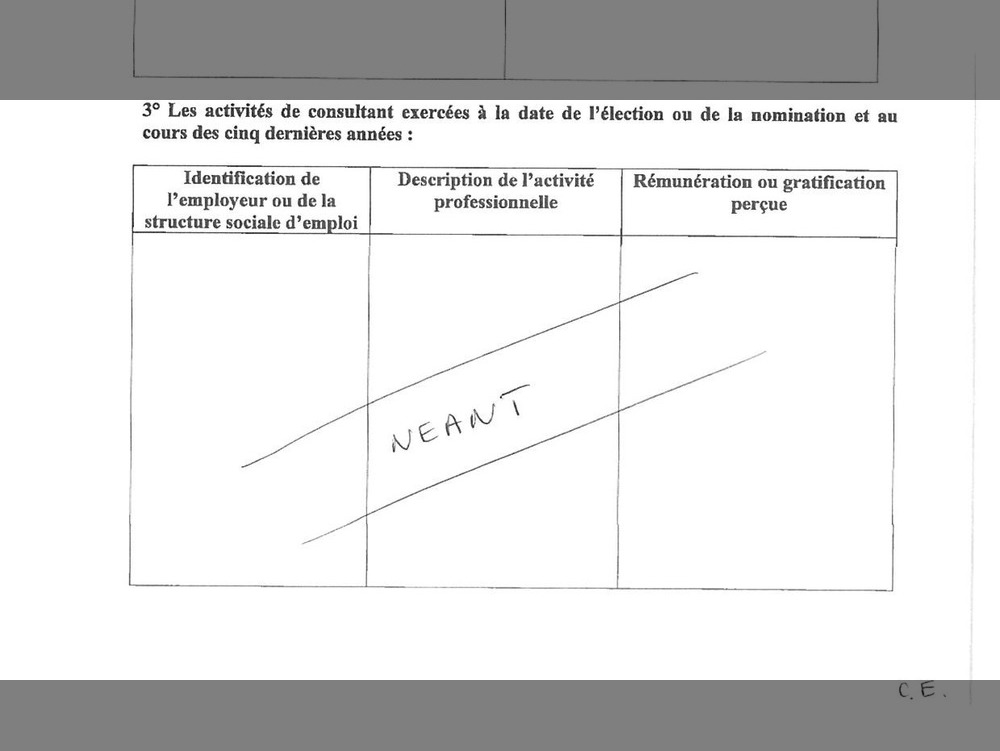 3° Les activités de consultant exercées à la date de l'élection ou de la nomination et au
cours des cinq dernières années :
Identification de
l'employeur ou de la
structure sociale d'emploi
Description de l'activité
professionnelle
Rémunération ou gratification
perçue
NEANT
C.E.